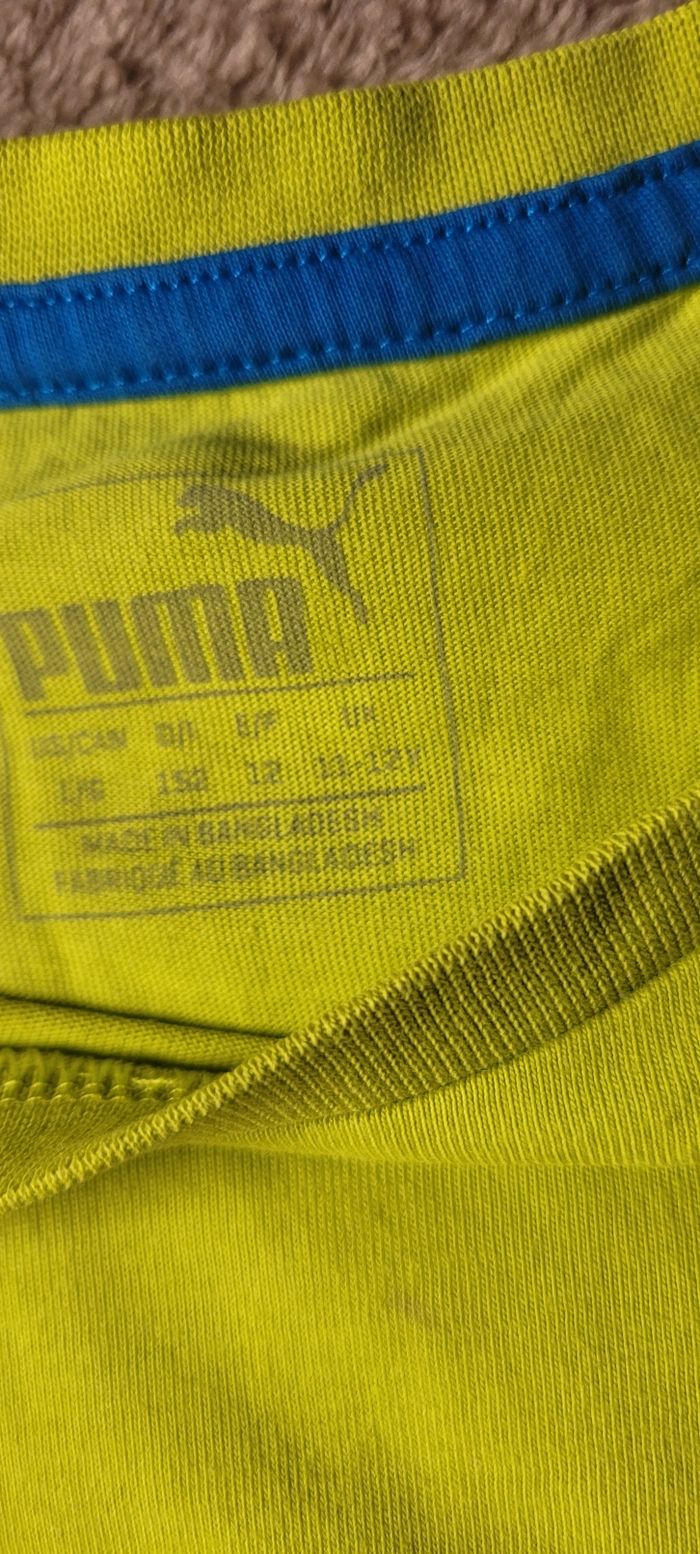 PUMA
US/CAN D/I E/F UK
152 12 11-12Y
MADE IN BANGLADESH
FABRIQUÉ AU BANGLADESH